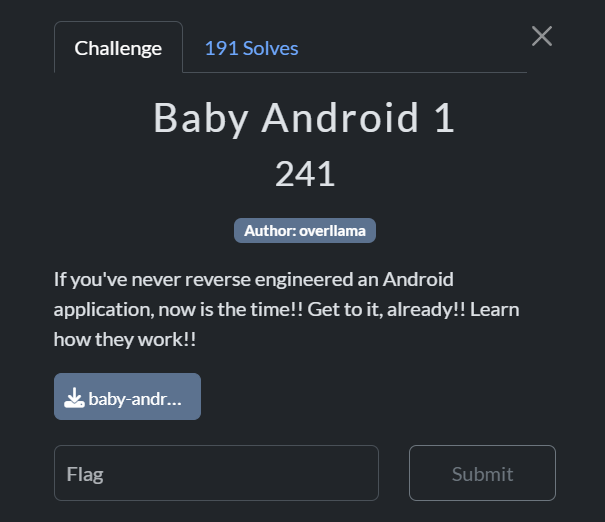 Challenge
191 Solves
Baby Android 1
241
Author: overllama
If you've never reverse engineered an Android
application, now is the time!! Get to it, already!! Learn
how they work!!
baby-andr...
Flag
Submit